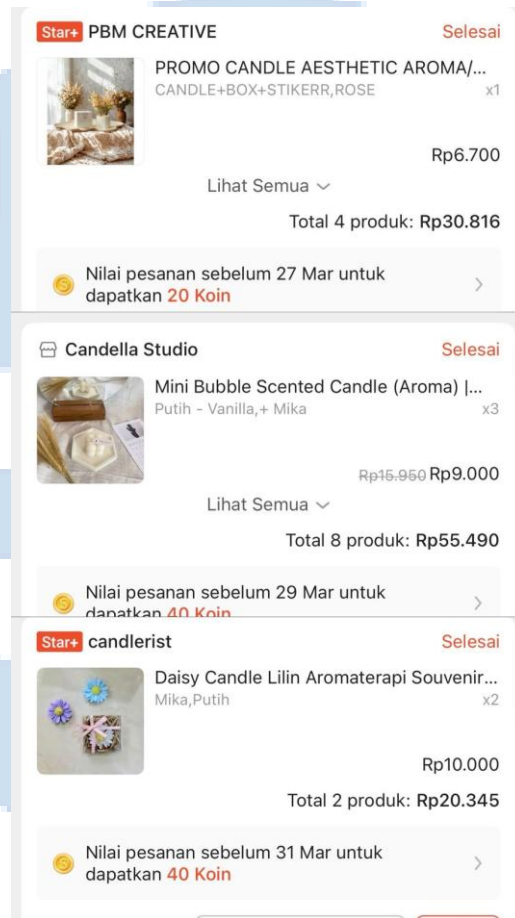 Star+ PBM CREATIVE Selesai
PROMO CANDLE AESTHETIC AROMA/...
CANDLE+BOX+STIKERR,ROSE x1
Rp6.700
Lihat Semua
Total 4 produk: Rp30.816
Nilai pesanan sebelum 27 Mar untuk
dapatkan 20 Koin
Candella Studio Selesai
Mini Bubble Scented Candle (Aroma) |...
Putih - Vanilla,+ Mika x3
Rp15.950 Rp9.000
Lihat Semua
Total 8 produk: Rp55.490
Nilai pesanan sebelum 29 Mar untuk
dapatkan 40 Koin
Star+ candlerist Selesai
Daisy Candle Lilin Aromaterapi Souvenir...
Mika,Putih x2
Rp10.000
Total 2 produk: Rp20.345
Nilai pesanan sebelum 31 Mar untuk
dapatkan 40 Koin